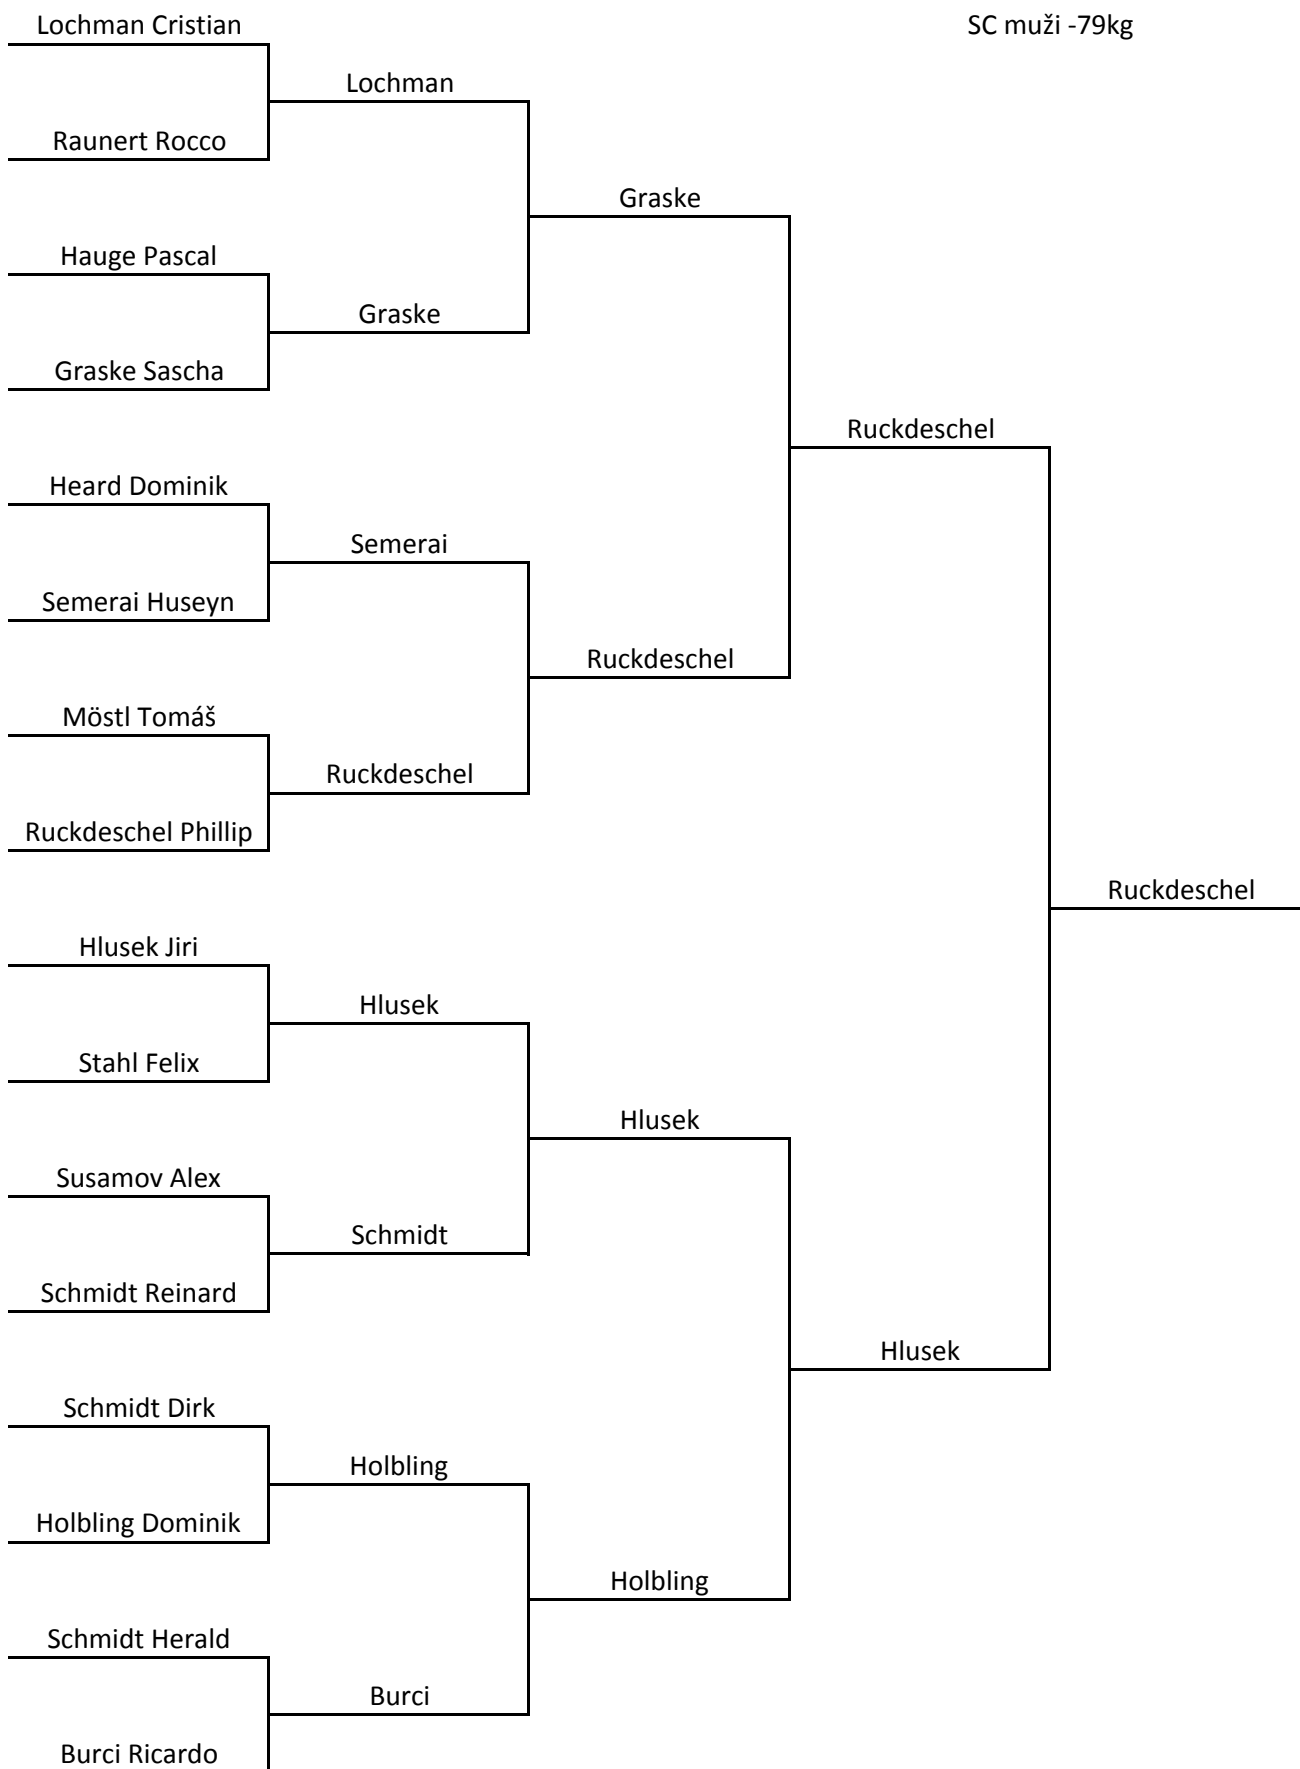 Lochman Cristian
SC muži -79kg
Lochman
Raunert Rocco
Graske
Hauge Pascal
Graske
Graske Sascha
Ruckdeschel
Heard Dominik
Semerai
Semerai Huseyn
Ruckdeschel
Möstl Tomáš
Ruckdeschel
Ruckdeschel Phillip
Ruckdeschel
Hlusek Jiri
Hlusek
Stahl Felix
Hlusek
Susamov Alex
Schmidt
Schmidt Reinard
Hlusek
Schmidt Dirk
Holbling
Holbling Dominik
Holbling
Schmidt Herald
Burci
Burci Ricardo